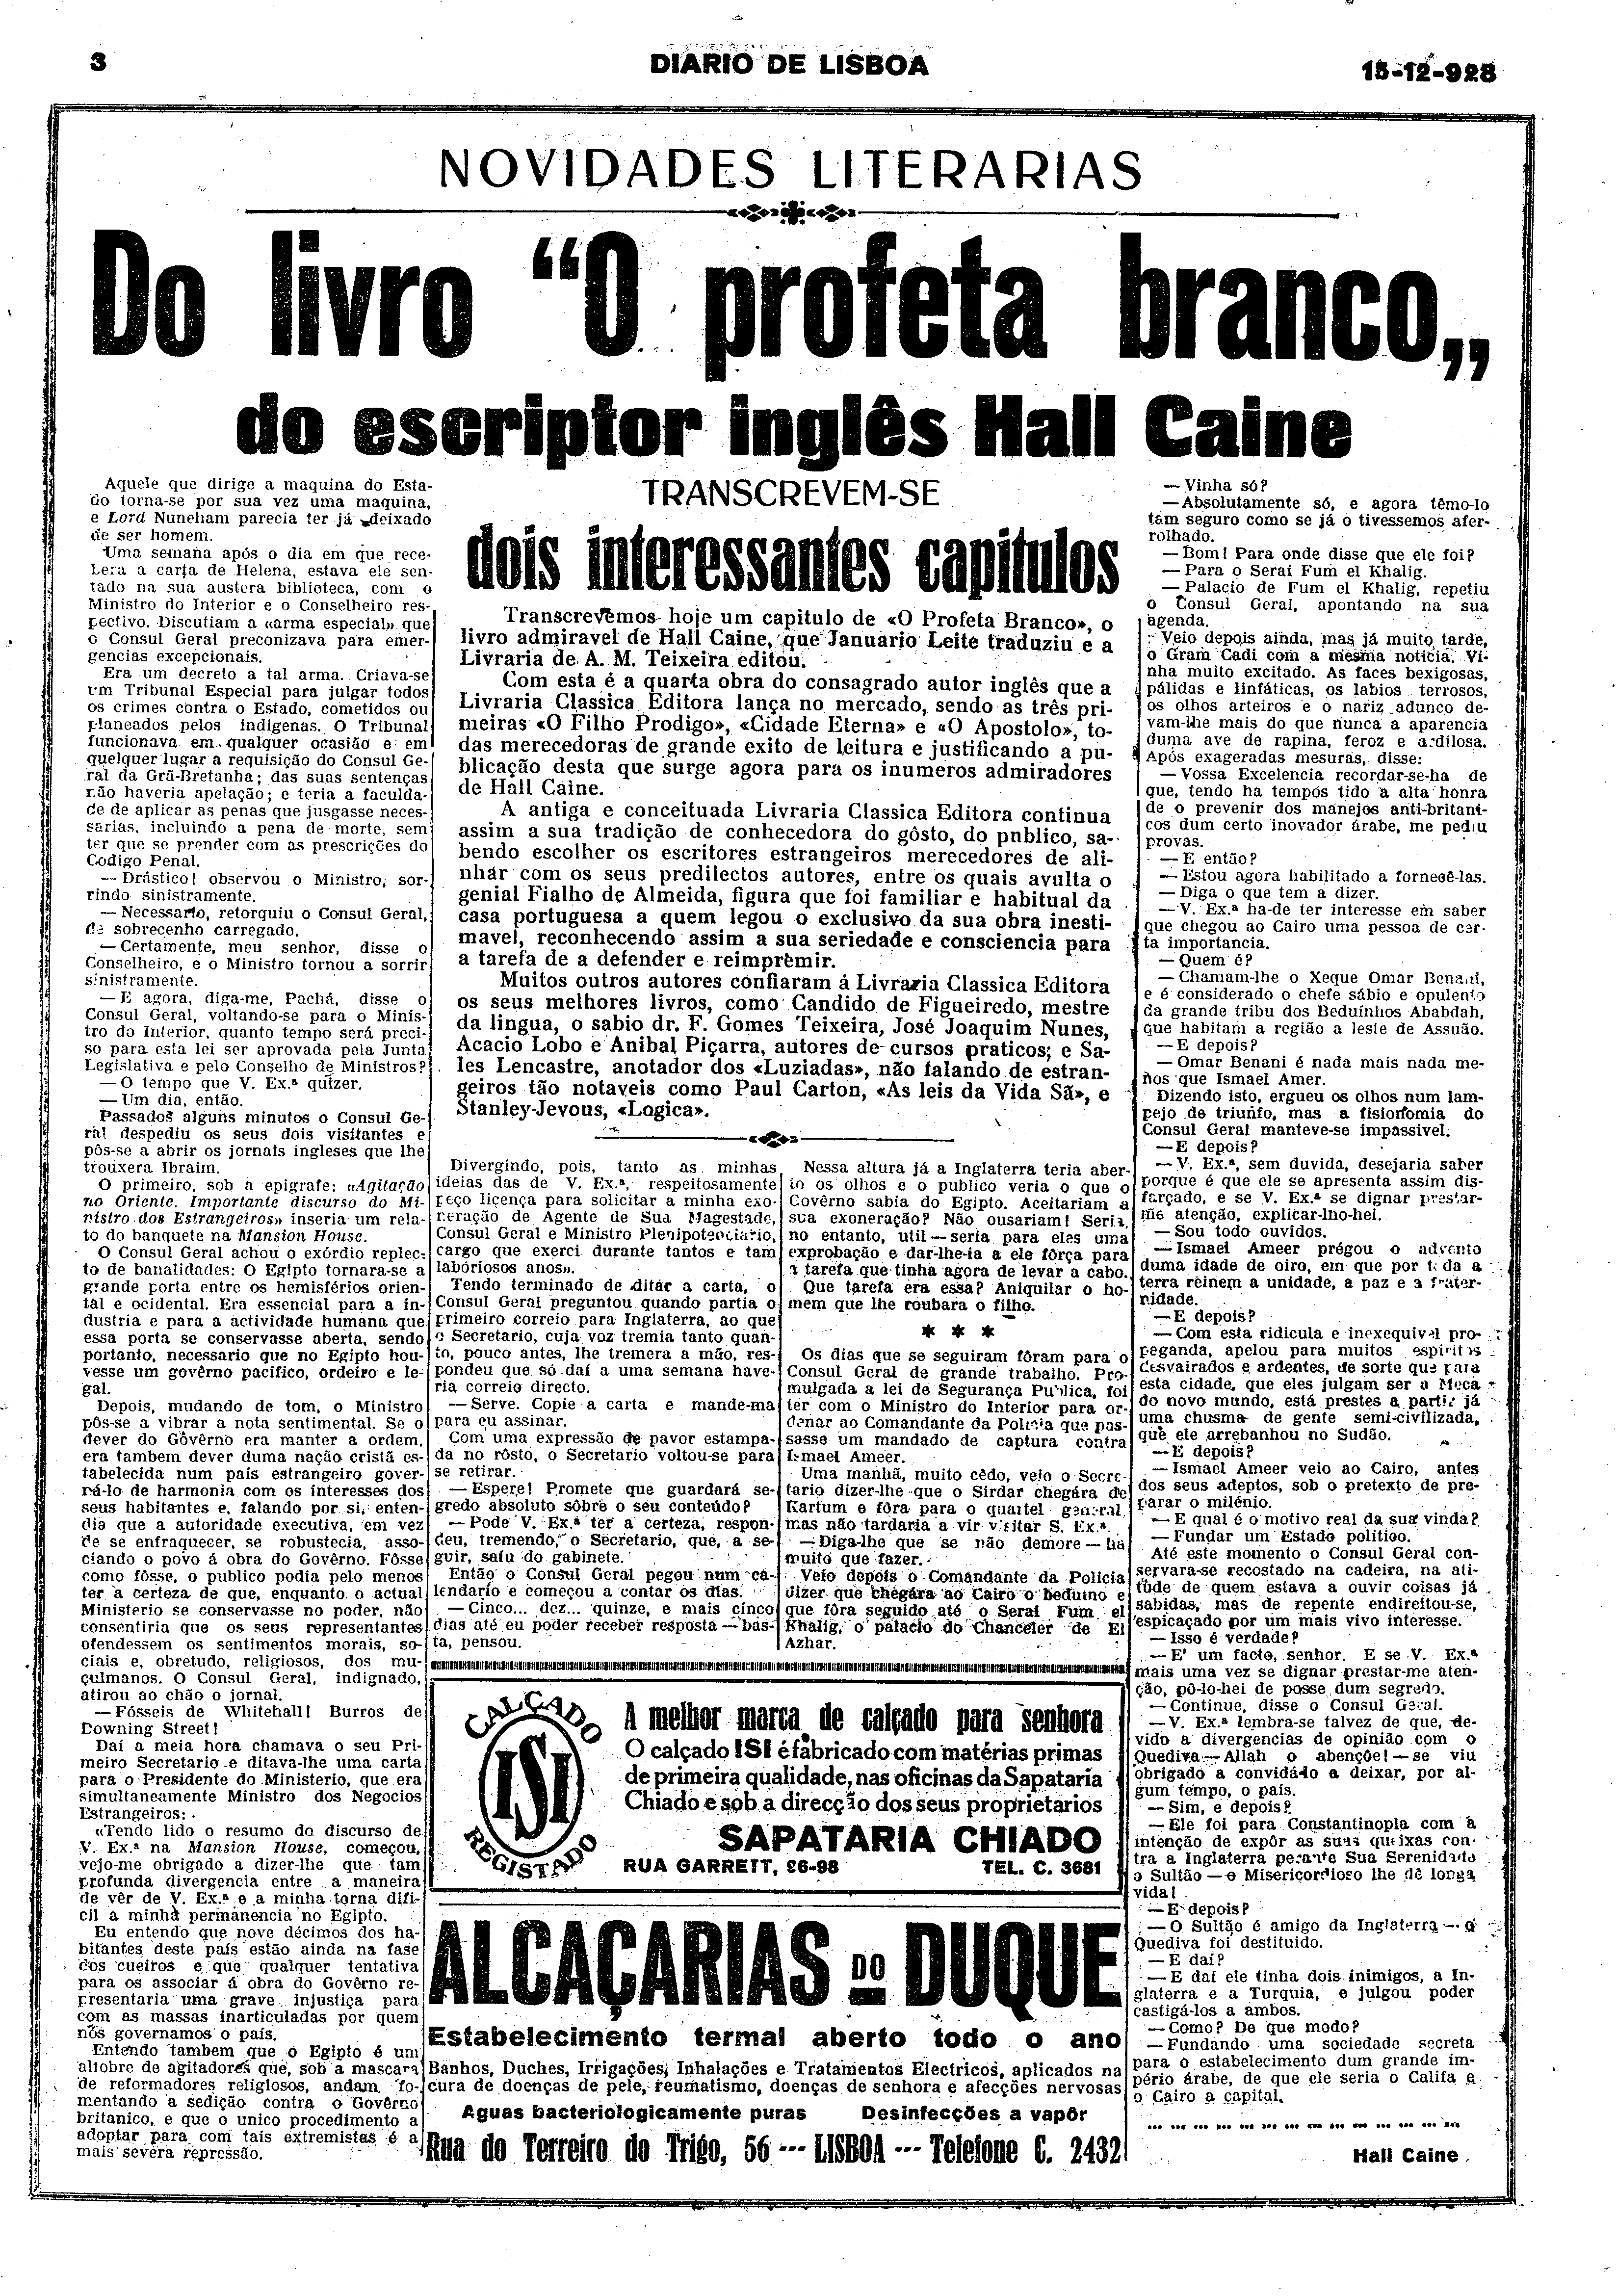 3
DIARIO DE LISBOA
15-12-928
NOVIDADES LITERARIAS
Do livro “O profeta branco„
do escriptor inglês Hall Caine
Aquele que dirige a maquina do Esta-
do torna-se por sua vez uma maquina,
e Lord Nuneham parecia ter já deixado
de ser homem.
Uma semana após o dia em que rece-
bera a carta de Helena, estava ele sen-
tado na sua austera biblioteca, com o
Ministro do Interior e o Conselheiro res-
pectivo. Discutiam a «arma especial» que
o Consul Geral preconizava para emer-
gencias excepcionais.
Era um decreto a tal arma. Criava-se
um Tribunal Especial para julgar todos
os crimes contra o Estado, cometidos ou
planeados pelos indigenas. O Tribunal
funcionava em qualquer ocasião e em
quelquer lugar a requisição do Consul Ge-
ral da Grã-Bretanha; das suas sentenças
não haveria apelação; e teria a faculda-
de de aplicar as penas que jusgasse neces-
sarias, incluindo a pena de morte, sem
ter que se prender com as prescrições do
Codigo Penal.
— Drástico! observou o Ministro, sor-
rindo sinistramente.
— Necessario, retorquiu o Consul Geral,
de sobrecenho carregado.
— Certamente, meu senhor, disse o
Conselheiro, e o Ministro tornou a sorrir
sinistramente.
— E agora, diga-me, Pachá, disse o
Consul Geral, voltando-se para o Minis-
tro do Interior, quanto tempo será preci-
so para esta lei ser aprovada pela Junta
Legislativa e pelo Conselho de Ministros?
— O tempo que V. Ex.ª quizer.
— Um dia, então.
Passados alguns minutos o Consul Ge-
ral despediu os seus dois visitantes e
pôs-se a abrir os jornais ingleses que lhe
trouxera Ibraim.
O primeiro, sob a epigrafe: «Agitação
no Oriente. Importante discurso do Mi-
nistro dos Estrangeiros» inseria um rela-
to do banquete na Mansion House.
O Consul Geral achou o exórdio replec-
to de banalidades: O Egipto tornara-se a
grande porta entre os hemisférios orien-
tal e ocidental. Era essencial para a in-
dustria e para a actividade humana que
essa porta se conservasse aberta, sendo
portanto, necessario que no Egipto hou-
vesse um govêrno pacifico, ordeiro e le-
gal.
Depois, mudando de tom, o Ministro
pôs-se a vibrar a nota sentimental. Se o
dever do Govêrno era manter a ordem,
era tambem dever duma nação cristã es-
tabelecida num país estrangeiro gover-
ná-lo de harmonia com os interesses dos
seus habitantes e, falando por si, enten-
dia que a autoridade executiva, em vez
de se enfraquecer, se robustecia, asso-
ciando o povo á obra do Govêrno. Fôsse
como fôsse, o publico podia pelo menos
ter a certeza de que, enquanto o actual
Ministerio se conservasse no poder, não
consentiria que os seus representantes
ofendessem os sentimentos morais, so-
ciais e, obretudo, religiosos, dos mu-
çulmanos. O Consul Geral, indignado,
atirou ao chão o jornal.
— Fósseis de Whitehall! Burros de
Downing Street!
Daí a meia hora chamava o seu Pri-
meiro Secretario e ditava-lhe uma carta
para o Presidente do Ministerio, que era
simultaneamente Ministro dos Negocios
Estrangeiros:
«Tendo lido o resumo do discurso de
V. Ex.ª na Mansion House, começou,
vejo-me obrigado a dizer-lhe que tam
profunda divergencia entre a maneira
de vêr de V. Ex.ª e a minha torna difi-
cil a minha permanencia no Egipto.
Eu entendo que nove décimos dos ha-
bitantes deste país estão ainda na fase
dos cueiros e que qualquer tentativa
para os associar á obra do Govêrno re-
presentaria uma grave injustiça para
com as massas inarticuladas por quem
nós governamos o país.
Entendo tambem que o Egipto é um
alfobre de agitadores que, sob a mascara
de reformadores religiosos, andam fo-
mentando a sedição contra o Govêrno
britanico, e que o unico procedimento a
adoptar para com tais extremistas é a
mais severa repressão.
TRANSCREVEM-SE
dois interessantes capitulos
Transcrevemos hoje um capitulo de «O Profeta Branco», o
livro admiravel de Hall Caine, que Januario Leite traduziu e a
Livraria de A. M. Teixeira editou.
Com esta é a quarta obra do consagrado autor inglês que a
Livraria Classica Editora lança no mercado, sendo as três pri-
meiras «O Filho Prodigo», «Cidade Eterna» e «O Apostolo», to-
das merecedoras de grande exito de leitura e justificando a pu-
blicação desta que surge agora para os inumeros admiradores
de Hall Caine.
A antiga e conceituada Livraria Classica Editora continua
assim a sua tradição de conhecedora do gôsto, do publico, sa-
bendo escolher os escritores estrangeiros merecedores de ali-
nhar com os seus predilectos autores, entre os quais avulta o
genial Fialho de Almeida, figura que foi familiar e habitual da
casa portuguesa a quem legou o exclusivo da sua obra inesti-
mavel, reconhecendo assim a sua seriedade e consciencia para
a tarefa de a defender e reimprèmir.
Muitos outros autores confiaram á Livraria Classica Editora
os seus melhores livros, como Candido de Figueiredo, mestre
da lingua, o sabio dr. F. Gomes Teixeira, José Joaquim Nunes,
Acacio Lobo e Anibal Piçarra, autores de cursos praticos; e Sa-
les Lencastre, anotador dos «Luziadas», não falando de estran-
geiros tão notaveis como Paul Carton, «As leis da Vida Sã», e
Stanley-Jevous, «Logica».
Divergindo, pois, tanto as minhas
ideias das de V. Ex.ª, respeitosamente
peço licença para solicitar a minha exo-
neração de Agente de Sua Magestade,
Consul Geral e Ministro Plenipotenciario,
cargo que exerci durante tantos e tam
labóriosos anos».
Tendo terminado de ditar a carta, o
Consul Geral preguntou quando partia o
primeiro correio para Inglaterra, ao que
o Secretario, cuja voz tremia tanto quan-
to, pouco antes, lhe tremera a mão, res-
pondeu que só daí a uma semana have-
ria correio directo.
— Serve. Copie a carta e mande-ma
para eu assinar.
Com uma expressão de pavor estampa-
da no rôsto, o Secretario voltou-se para
se retirar.
— Espere! Promete que guardará se-
gredo absoluto sôbre o seu conteúdo?
— Pode V. Ex.ª ter a certeza, respon-
deu, tremendo, o Secretario, que, a se-
guir, saíu do gabinete.
Então o Consul Geral pegou num ca-
lendario e começou a contar os dias.
— Cinco... dez... quinze, e mais cinco
dias até eu poder receber resposta — bas-
ta, pensou.
Nessa altura já a Inglaterra teria aber-
to os olhos e o publico veria o que o
Govêrno sabia do Egipto. Aceitariam a
sua exoneração? Não ousariam! Seria,
no entanto, util — seria para eles uma
exprobação e dar-lhe-ia a ele fôrça para
a tarefa que tinha agora de levar a cabo.
Que tarefa era essa? Aniquilar o ho-
mem que lhe roubara o filho.
* * *
Os dias que se seguiram fôram para o
Consul Geral de grande trabalho. Pro-
mulgada a lei de Segurança Publica, foi
ter com o Ministro do Interior para or-
denar ao Comandante da Policia que pas-
sasse um mandado de captura contra
Ismael Ameer.
Uma manhã, muito cêdo, veio o Secre-
tario dizer-lhe que o Sirdar chegára de
Kartum e fôra para o quartel general,
mas não tardaria a vir visitar S. Ex.ª.
— Diga-lhe que se não demore — ha
muito que fazer.
Veio depois o Comandante da Policia
dizer que chegára ao Cairo o beduino e
que fôra seguido até o Serai Fum el
Khalig, o palacio do Chanceler de El
Azhar.
— Vinha só?
— Absolutamente só, e agora têmo-lo
tam seguro como se já o tivessemos afer-
rolhado.
— Bom! Para onde disse que ele foi?
— Para o Serai Fum el Khalig.
— Palacio de Fum el Khalig, repetiu
o Consul Geral, apontando na sua
agenda.
Veio depois ainda, mas já muito tarde,
o Gram Cadi com a mesma noticia. Vi-
nha muito excitado. As faces bexigosas,
pálidas e linfáticas, os labios terrosos,
os olhos arteiros e o nariz adunco de-
vam-lhe mais do que nunca a aparencia
duma ave de rapina, feroz e ardilosa.
Após exageradas mesuras, disse:
— Vossa Excelencia recordar-se-ha de
que, tendo ha tempós tido a alta honra
de o prevenir dos manejos anti-britani-
cos dum certo inovador árabe, me pediu
provas.
— E então?
— Estou agora habilitado a fornesê-las.
— Diga o que tem a dizer.
— V. Ex.ª ha-de ter interesse em saber
que chegou ao Cairo uma pessoa de cer-
ta importancia.
— Quem é?
— Chamam-lhe o Xeque Omar Benani,
e é considerado o chefe sábio e opulento
da grande tribu dos Beduínhos Ababdah,
que habitam a região a leste de Assuão.
— E depois?
— Omar Benani é nada mais nada me-
nos que Ismael Amer.
Dizendo isto, ergueu os olhos num lam-
pejo de triunfo, mas a fisionomia do
Consul Geral manteve-se impassivel.
— E depois?
— V. Ex.ª, sem duvida, desejaria saber
porque é que ele se apresenta assim dis-
farçado, e se V. Ex.ª se dignar prestar-
me atenção, explicar-lho-hei.
— Sou todo ouvidos.
— Ismael Ameer prégou o advento
duma idade de oiro, em que por toda a
terra reinem a unidade, a paz e a frater-
nidade.
— E depois?
— Com esta ridicula e inexequivel pro-
peganda, apelou para muitos espiritos
desvairados e ardentes, de sorte que para
esta cidade, que eles julgam ser a Meca
do novo mundo, está prestes a partir já
uma chusma de gente semi-civilizada,
que ele arrebanhou no Sudão.
— E depois?
— Ismael Ameer veio ao Cairo, antes
dos seus adeptos, sob o pretexto de pre-
parar o milénio.
— E qual é o motivo real da sua vinda?
— Fundar um Estado politico.
Até este momento o Consul Geral con-
servara-se recostado na cadeira, na ati-
tude de quem estava a ouvir coisas já
sabidas, mas de repente endireitou-se,
espicaçado por um mais vivo interesse.
— Isso é verdade?
— E' um facto, senhor. E se V. Ex.ª
mais uma vez se dignar prestar-me aten-
ção, pô-lo-hei de posse dum segredo.
— Continue, disse o Consul Geral.
— V. Ex.ª lembra-se talvez de que, de-
vido a divergencias de opinião com o
Quediva — Allah o abençõe! — se viu
obrigado a convidá-lo a deixar, por al-
gum tempo, o país.
— Sim, e depois?
— Ele foi para Constantinopla com a
intenção de expôr as suas queixas con-
tra a Inglaterra perante Sua Serenidade
o Sultão — o Misericordioso lhe dê longa
vida!
— E depois?
— O Sultão é amigo da Inglaterra — o
Quediva foi destituido.
— E daí?
— E daí ele tinha dois inimigos, a In-
glaterra e a Turquia, e julgou poder
castigá-los a ambos.
— Como? De que modo?
— Fundando uma sociedade secreta
para o estabelecimento dum grande im-
pério árabe, de que ele seria o Califa e
o Cairo a capital.
Hall Caine
CALÇADO
ISI
REGISTADO
A melhor marca de calçado para senhora
O calçado ISI é fabricado com matérias primas
de primeira qualidade, nas oficinas da Sapataria
Chiado e sob a direcção dos seus proprietarios
SAPATARIA CHIADO
RUA GARRETT, 26-98 TEL. C. 3681
ALCAÇARIAS DO DUQUE
Estabelecimento termal aberto todo o ano
Banhos, Duches, Irrigações, Inhalações e Tratamentos Electricos, aplicados na
cura de doenças de pele, reumatismo, doenças de senhora e afecções nervosas
Aguas bacteriologicamente puras Desinfecções a vapôr
Rua do Terreiro do Trigo, 56 --- LISBOA --- Telefone C. 2432